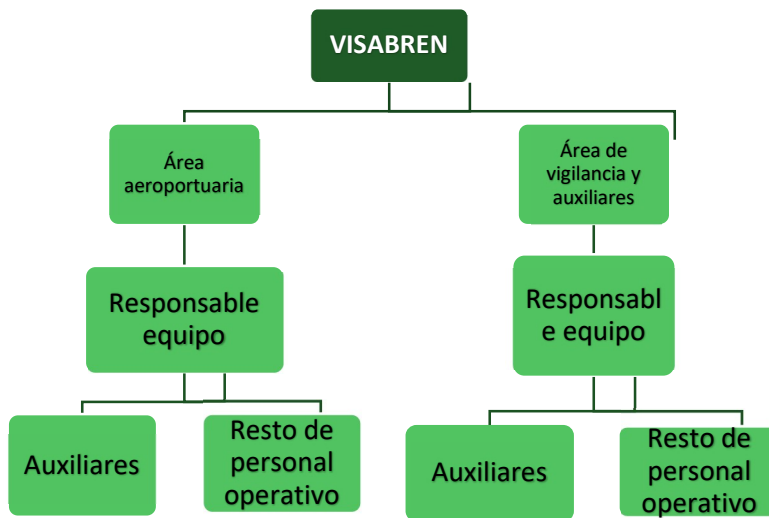 VISABREN
Área
aeroportuaria
Área de
vigilancia y
auxiliares
Responsable
equipo
Responsabl
e equipo
Auxiliares
Resto de
personal
operativo
Auxiliares
Resto de
personal
operativo